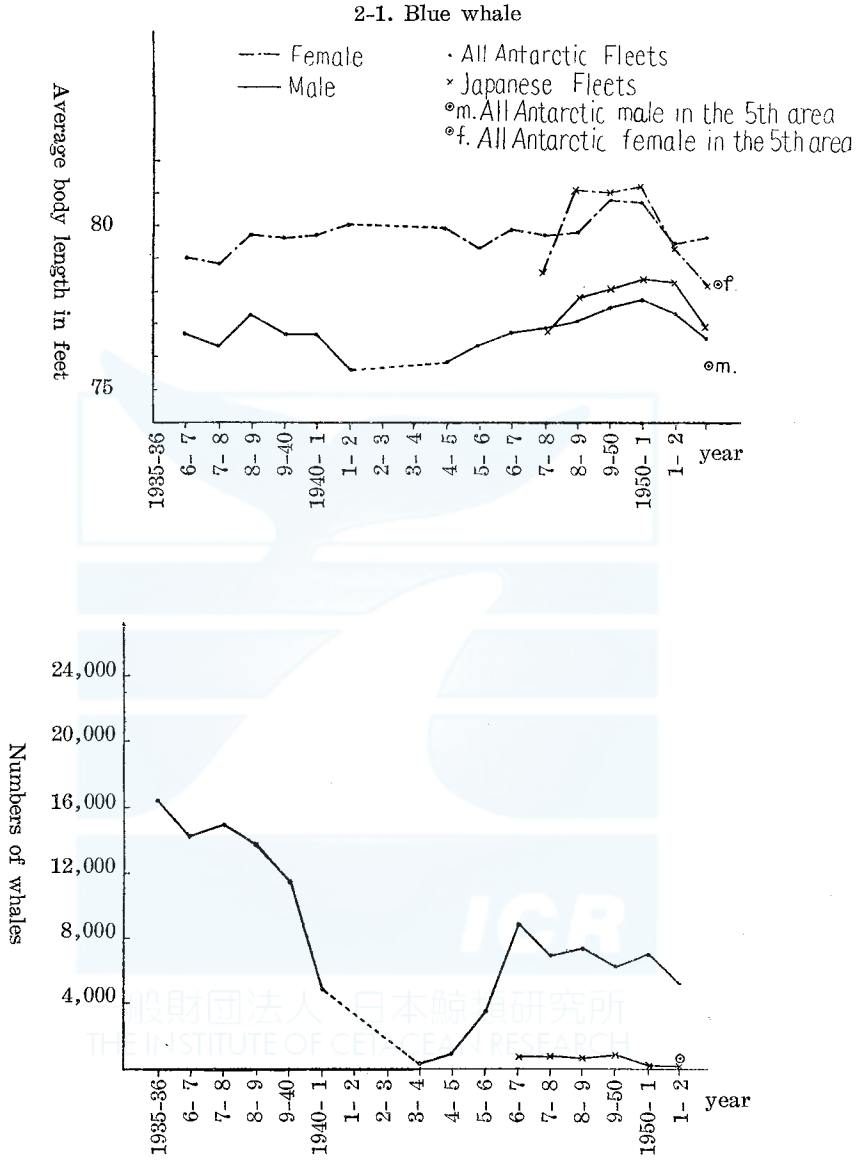 2-1. Blue whale
Female
Male
· All Antarctic Fleets
× Japanese Fleets
⊙m. All Antarctic male in the 5th area
⊙f. All Antarctic female in the 5th area
Average body length in feet
80
75
⊙f.
⊙m.
1935-36
6- 7
7- 8
8- 9
9-40
1940- 1
1- 2
2- 3
3- 4
4- 5
5- 6
6- 7
7- 8
8- 9
9-50
1950- 1
1- 2
year
Numbers of whales
24,000
20,000
16,000
12,000
8,000
4,000
ICR
一般財団法人 日本鯨類研究所
THE INSTITUTE OF CETACEAN RESEARCH
1935-36
6- 7
7- 8
8- 9
9-40
1940- 1
1- 2
2- 3
3- 4
4- 5
5- 6
6- 7
7- 8
8- 9
9-50
1950- 1
1- 2
year